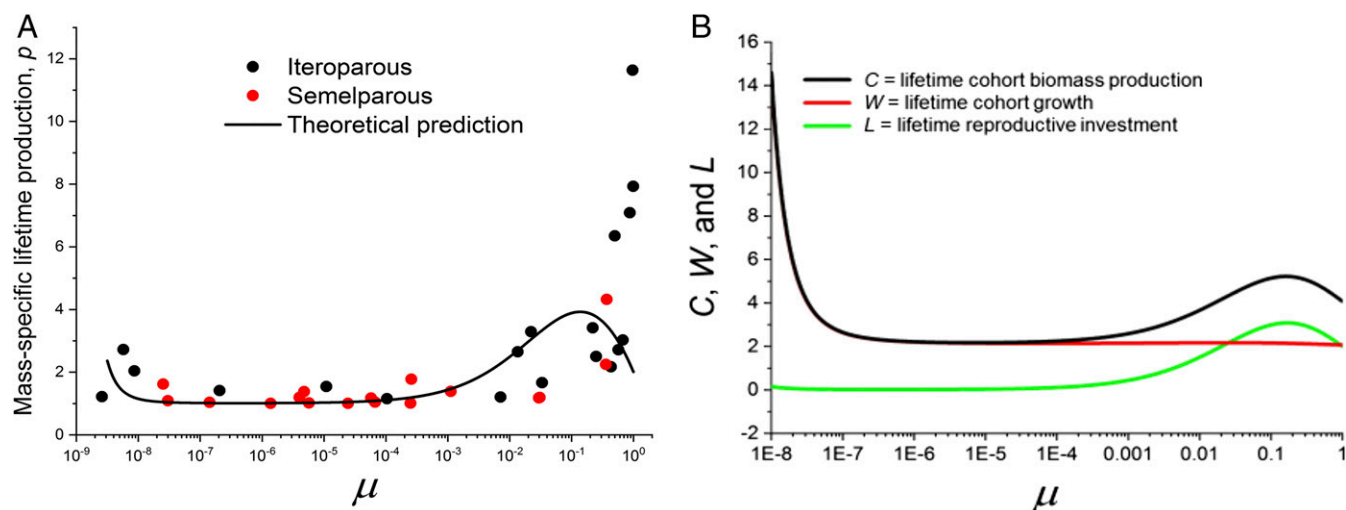 A
Mass-specific lifetime production, p
12
10
8
6
4
2
0
Iteroparous
Semelparous
Theoretical prediction
10⁻⁹ 10⁻⁸ 10⁻⁷ 10⁻⁶ 10⁻⁵ 10⁻⁴ 10⁻³ 10⁻² 10⁻¹ 10⁰
μ
B
C, W, and L
16
14
12
10
8
6
4
2
0
-2
C = lifetime cohort biomass production
W = lifetime cohort growth
L = lifetime reproductive investment
1E-8 1E-7 1E-6 1E-5 1E-4 0.001 0.01 0.1 1
μ